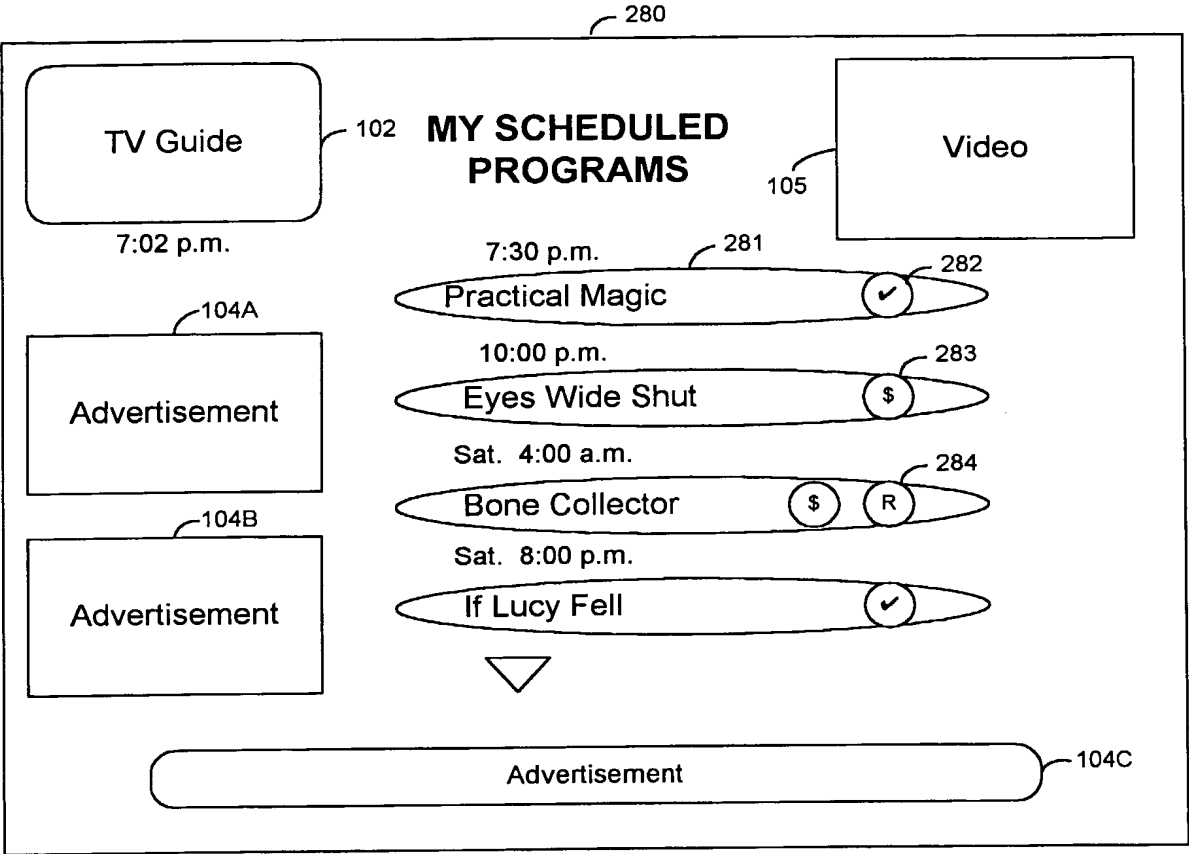 280
TV Guide
102
MY SCHEDULED
PROGRAMS
Video
105
7:02 p.m.
7:30 p.m.
281
Practical Magic
✔
282
104A
Advertisement
10:00 p.m.
283
Eyes Wide Shut
$
Sat. 4:00 a.m.
284
Bone Collector
$
R
104B
Advertisement
Sat. 8:00 p.m.
If Lucy Fell
✔
Advertisement
104C